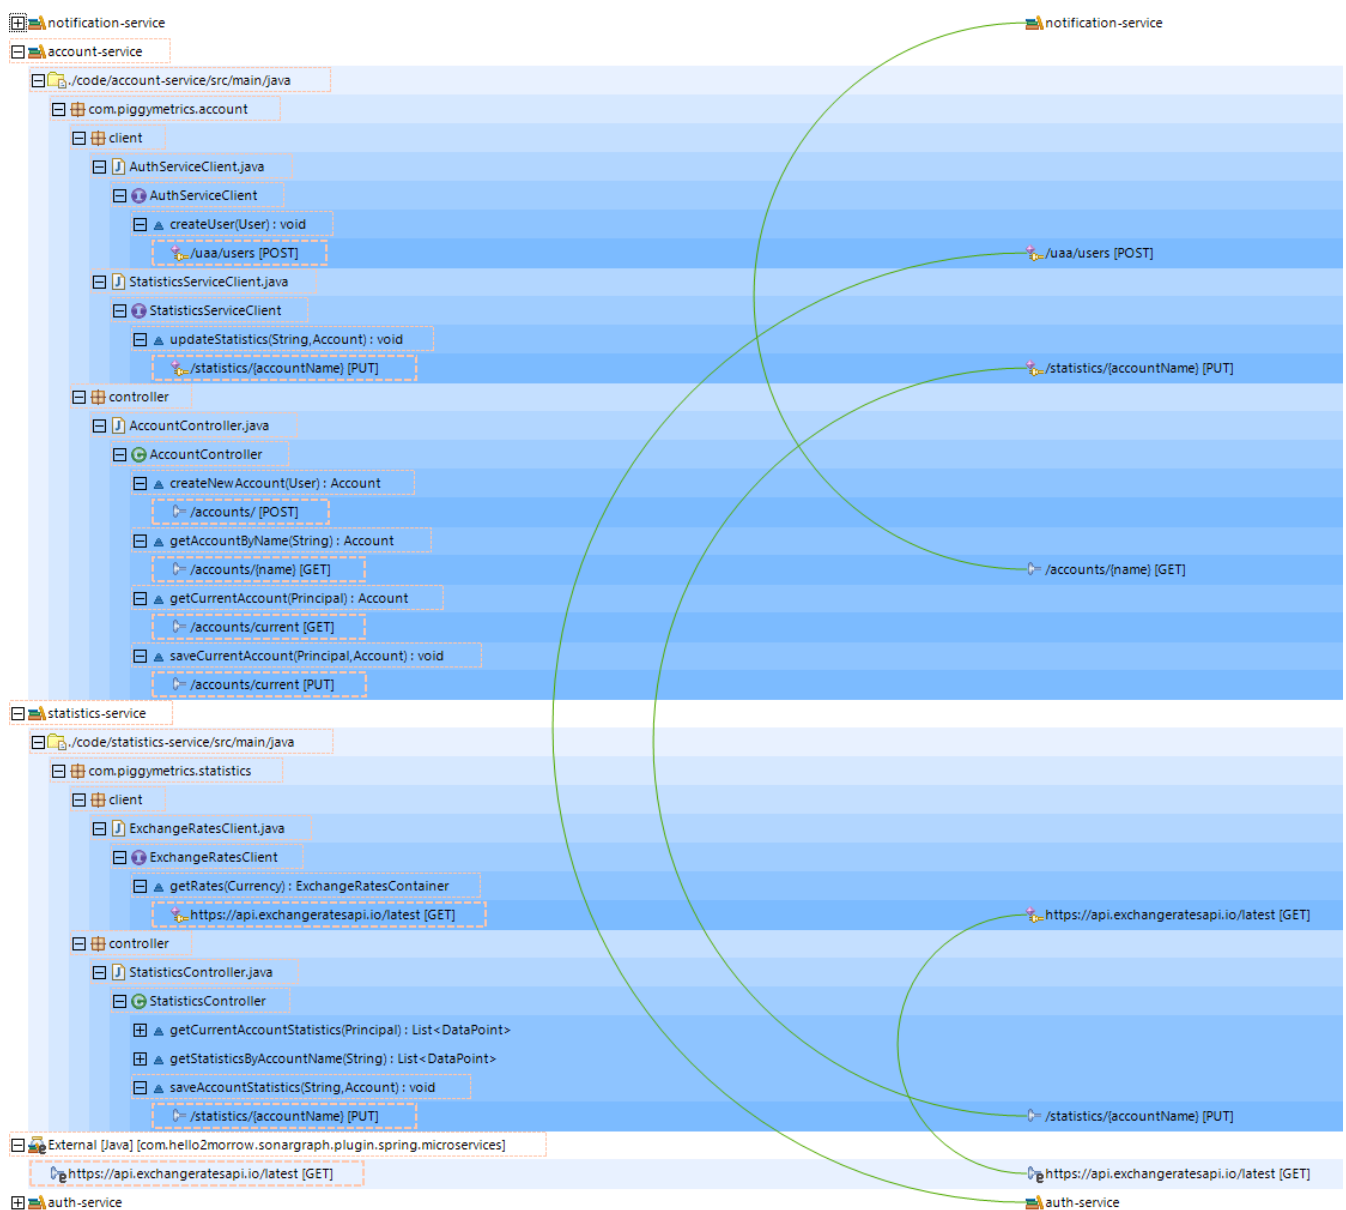 notification-service notification-service
account-service
./code/account-service/src/main/java
com.piggymetrics.account
client
AuthServiceClient.java
AuthServiceClient
createUser(User) : void
/uaa/users [POST] /uaa/users [POST]
StatisticsServiceClient.java
StatisticsServiceClient
updateStatistics(String,Account) : void
/statistics/{accountName} [PUT] /statistics/{accountName} [PUT]
controller
AccountController.java
AccountController
createNewAccount(User) : Account
/accounts/ [POST]
getAccountByName(String) : Account
/accounts/{name} [GET] /accounts/{name} [GET]
getCurrentAccount(Principal) : Account
/accounts/current [GET]
saveCurrentAccount(Principal,Account) : void
/accounts/current [PUT]
statistics-service
./code/statistics-service/src/main/java
com.piggymetrics.statistics
client
ExchangeRatesClient.java
ExchangeRatesClient
getRates(Currency) : ExchangeRatesContainer
https://api.exchangeratesapi.io/latest [GET] https://api.exchangeratesapi.io/latest [GET]
controller
StatisticsController.java
StatisticsController
getCurrentAccountStatistics(Principal) : List<DataPoint>
getStatisticsByAccountName(String) : List<DataPoint>
saveAccountStatistics(String,Account) : void
/statistics/{accountName} [PUT] /statistics/{accountName} [PUT]
External [Java] [com.hello2morrow.sonargraph.plugin.spring.microservices]
https://api.exchangeratesapi.io/latest [GET] https://api.exchangeratesapi.io/latest [GET]
auth-service auth-service